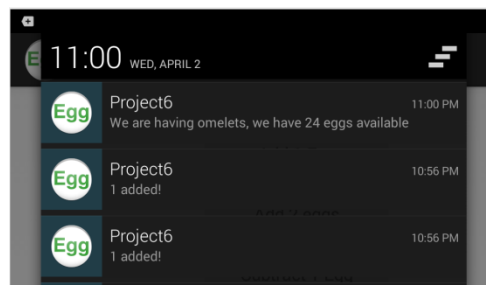 11:00 WED, APRIL 2
Egg
Project6 11:00 PM
We are having omelets, we have 24 eggs available
Egg
Project6 10:56 PM
1 added!
Egg
Project6 10:56 PM
1 added!